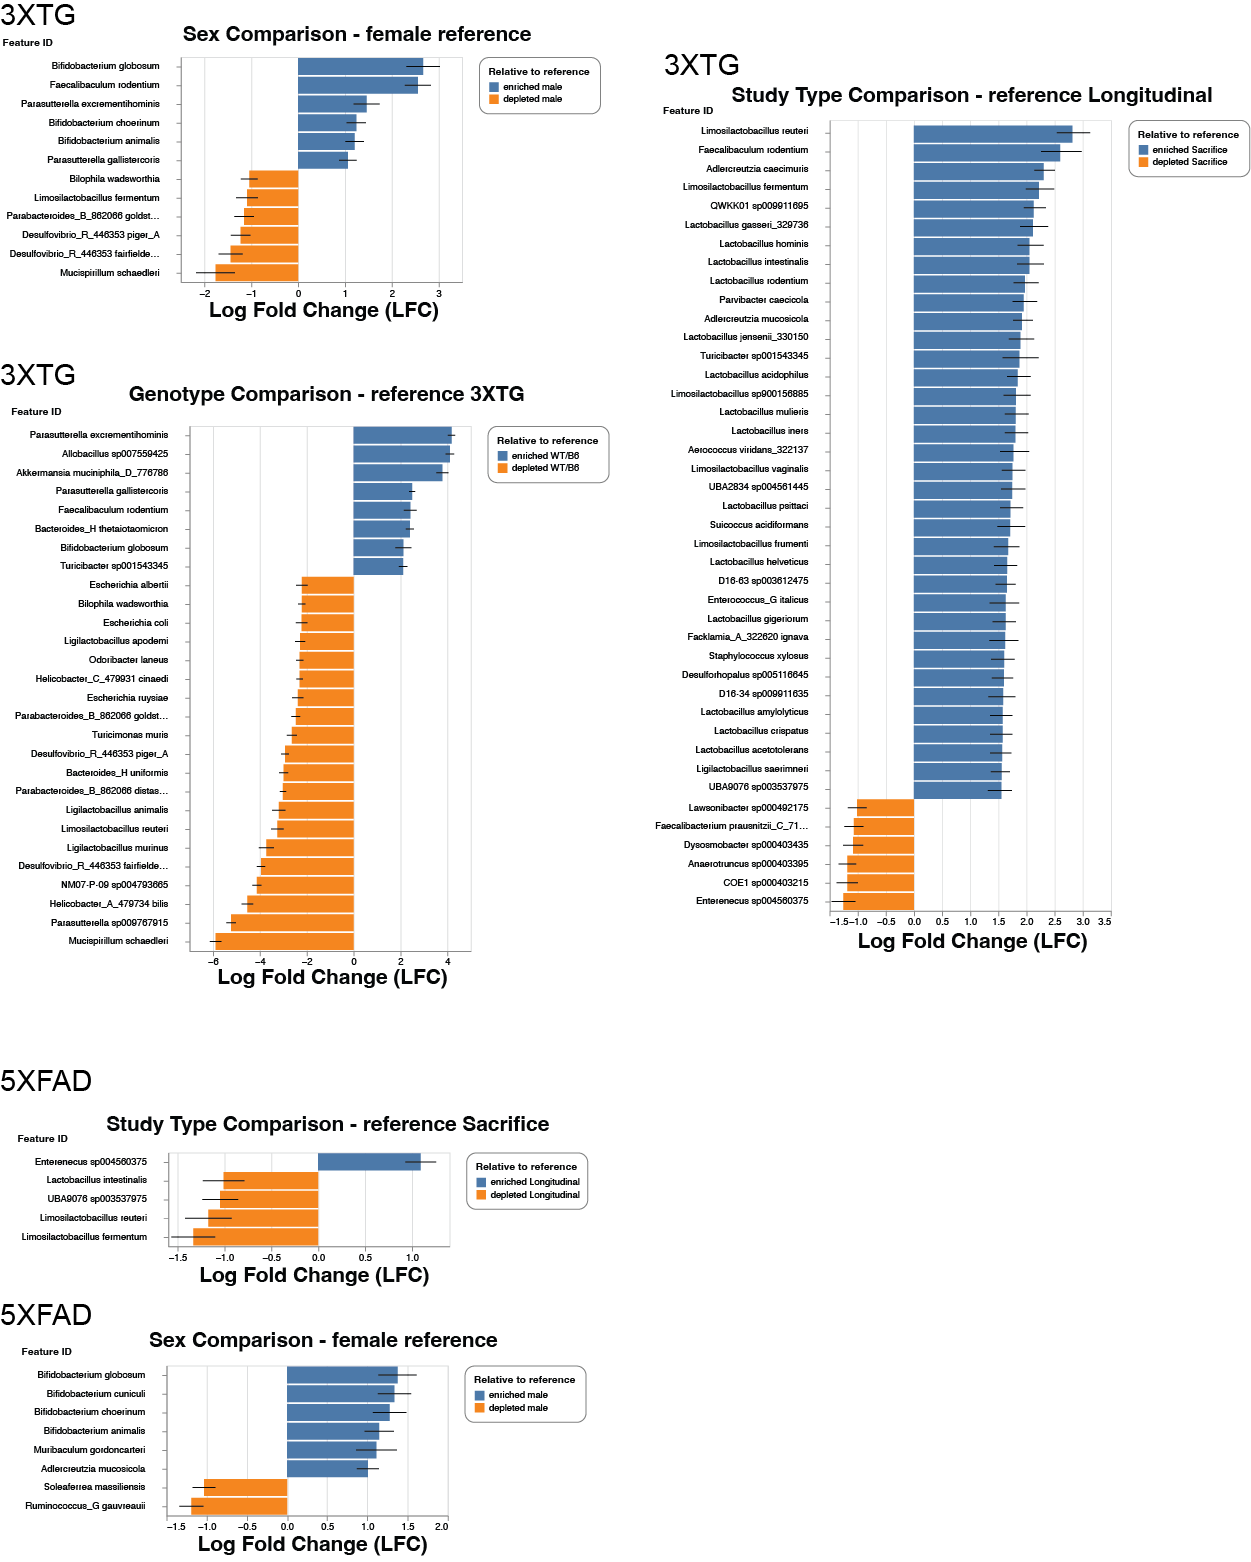 3XTG
Sex Comparison - female reference
Feature ID
Bifidobacterium globosum
Faecalibaculum rodentium
Parasutterella excrementihominis
Bifidobacterium choerinum
Bifidobacterium animalis
Parasutterella gallistercoris
Bilophila wadsworthia
Limosilactobacillus fermentum
Parabacteroides_B_862066 goldst…
Desulfovibrio_R_446353 piger_A
Desulfovibrio_R_446353 fairfielde…
Mucispirillum schaedleri
−2 −1 0 1 2 3
Log Fold Change (LFC)
Relative to reference
enriched male
depleted male
3XTG
Genotype Comparison - reference 3XTG
Feature ID
Parasutterella excrementihominis
Allobacillus sp007559425
Akkermansia muciniphila_D_776786
Parasutterella gallistercoris
Faecalibaculum rodentium
Bacteroides_H thetaiotaomicron
Bifidobacterium globosum
Turicibacter sp001543345
Escherichia albertii
Bilophila wadsworthia
Escherichia coli
Ligilactobacillus apodemi
Odoribacter laneus
Helicobacter_C_479931 cinaedi
Escherichia ruysiae
Parabacteroides_B_862066 goldst…
Turicimonas muris
Desulfovibrio_R_446353 piger_A
Bacteroides_H uniformis
Parabacteroides_B_862066 distas…
Ligilactobacillus animalis
Limosilactobacillus reuteri
Ligilactobacillus murinus
Desulfovibrio_R_446353 fairfielde…
NM07-P-09 sp004793665
Helicobacter_A_479734 bilis
Parasutterella sp009767915
Mucispirillum schaedleri
−6 −4 −2 0 2 4
Log Fold Change (LFC)
Relative to reference
enriched WT/B6
depleted WT/B6
3XTG
Study Type Comparison - reference Longitudinal
Feature ID
Limosilactobacillus reuteri
Faecalibaculum rodentium
Adlercreutzia caecimuris
Limosilactobacillus fermentum
QWKK01 sp009911695
Lactobacillus gasseri_329736
Lactobacillus hominis
Lactobacillus intestinalis
Lactobacillus rodentium
Parvibacter caecicola
Adlercreutzia mucosicola
Lactobacillus jensenii_330150
Turicibacter sp001543345
Lactobacillus acidophilus
Limosilactobacillus sp900156885
Lactobacillus mulieris
Lactobacillus iners
Aerococcus viridans_322137
Limosilactobacillus vaginalis
UBA2834 sp004561445
Lactobacillus psittaci
Suicoccus acidiformans
Limosilactobacillus frumenti
Lactobacillus helveticus
D16-63 sp003612475
Enterococcus_G italicus
Lactobacillus gigeriorum
Facklamia_A_322620 ignava
Staphylococcus xylosus
Desulforhopalus sp005116645
D16-34 sp009911635
Lactobacillus amylolyticus
Lactobacillus crispatus
Lactobacillus acetotolerans
Ligilactobacillus saerimneri
UBA9076 sp003537975
Lawsonibacter sp000492175
Faecalibacterium prausnitzii_C_71…
Dysosmobacter sp000403435
Anaerotruncus sp000403395
COE1 sp000403215
Enterenecus sp004560375
−1.5 −1.0 −0.5 0.0 0.5 1.0 1.5 2.0 2.5 3.0 3.5
Log Fold Change (LFC)
Relative to reference
enriched Sacrifice
depleted Sacrifice
5XFAD
Study Type Comparison - reference Sacrifice
Feature ID
Enterenecus sp004560375
Lactobacillus intestinalis
UBA9076 sp003537975
Limosilactobacillus reuteri
Limosilactobacillus fermentum
−1.5 −1.0 −0.5 0.0 0.5 1.0
Log Fold Change (LFC)
Relative to reference
enriched Longitudinal
depleted Longitudinal
5XFAD
Sex Comparison - female reference
Feature ID
Bifidobacterium globosum
Bifidobacterium cuniculi
Bifidobacterium choerinum
Bifidobacterium animalis
Muribaculum gordoncarteri
Adlercreutzia mucosicola
Soleaferrea massiliensis
Ruminococcus_G gauvreauii
−1.5 −1.0 −0.5 0.0 0.5 1.0 1.5 2.0
Log Fold Change (LFC)
Relative to reference
enriched male
depleted male